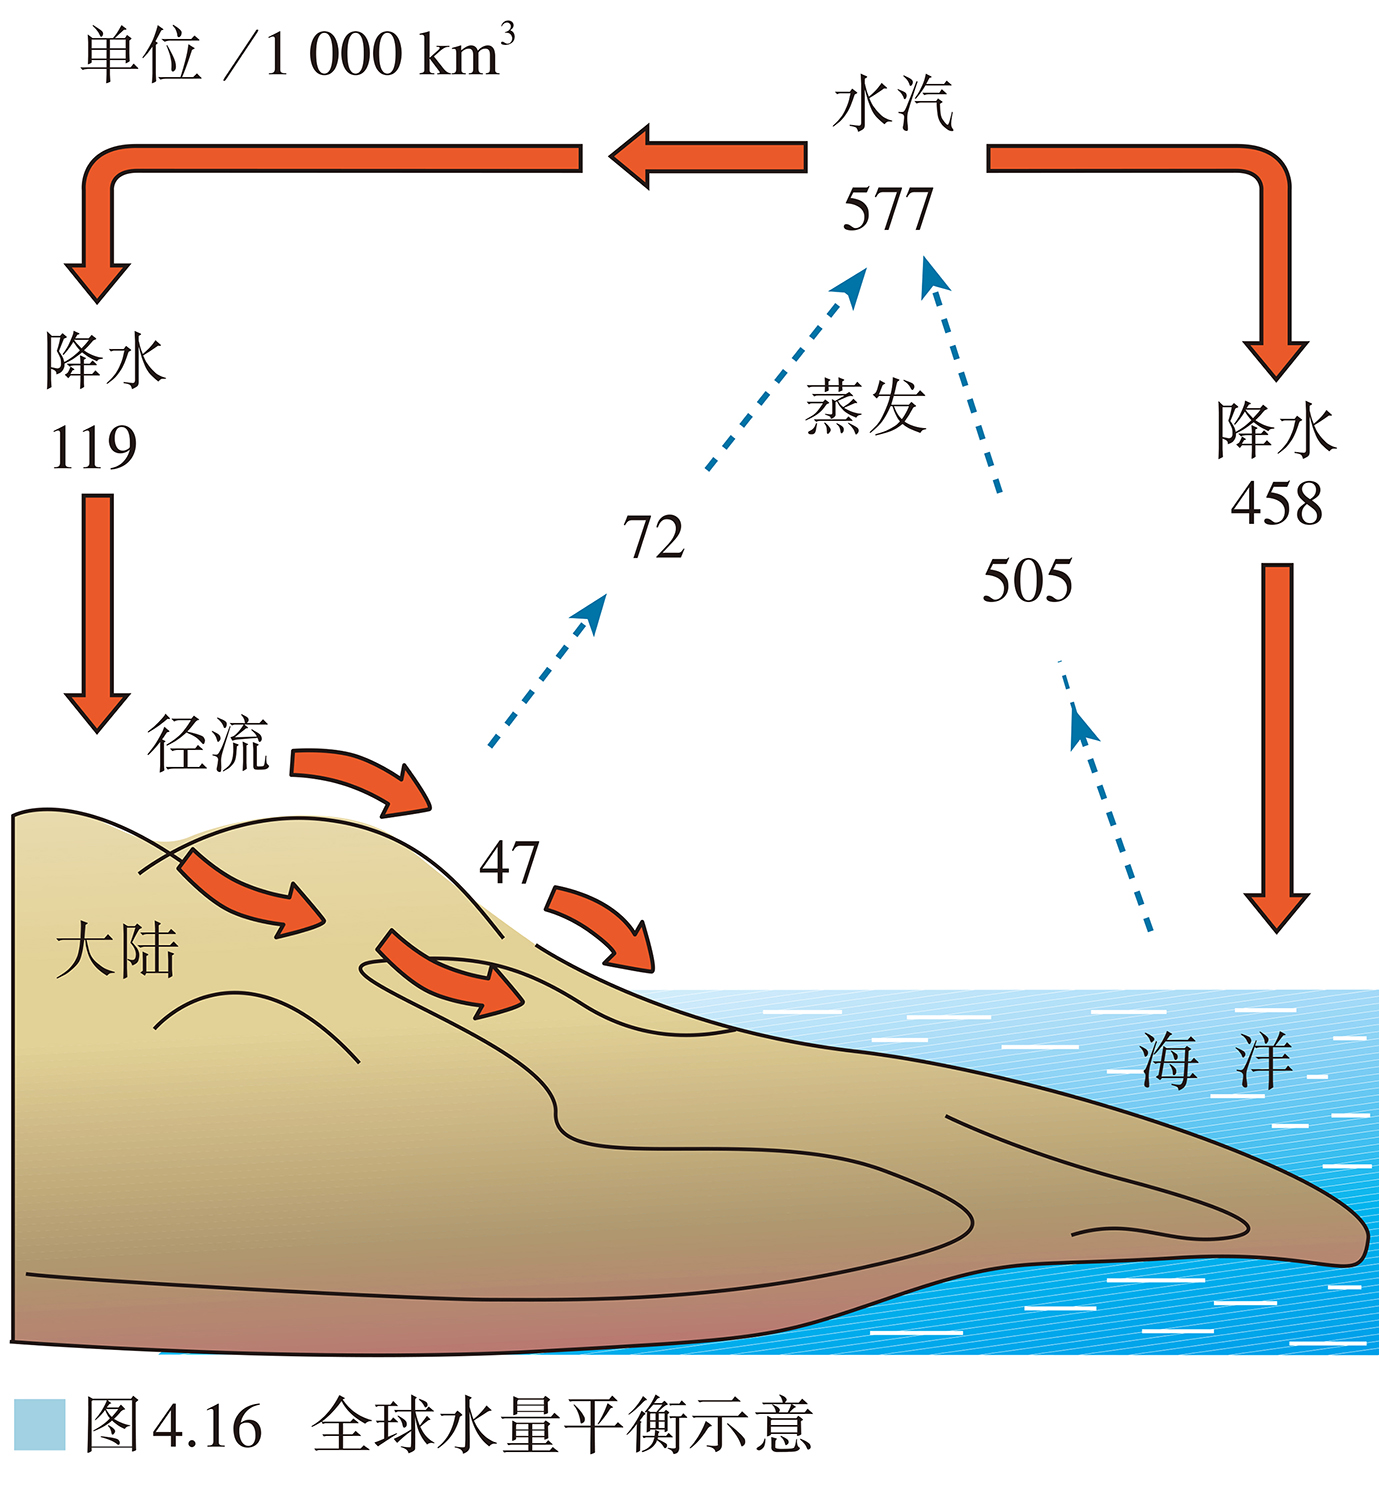 单位 /1 000 km³
水汽
577
降水
119
蒸发
降水
458
72
505
径流
47
大陆
海 洋
图 4.16 全球水量平衡示意